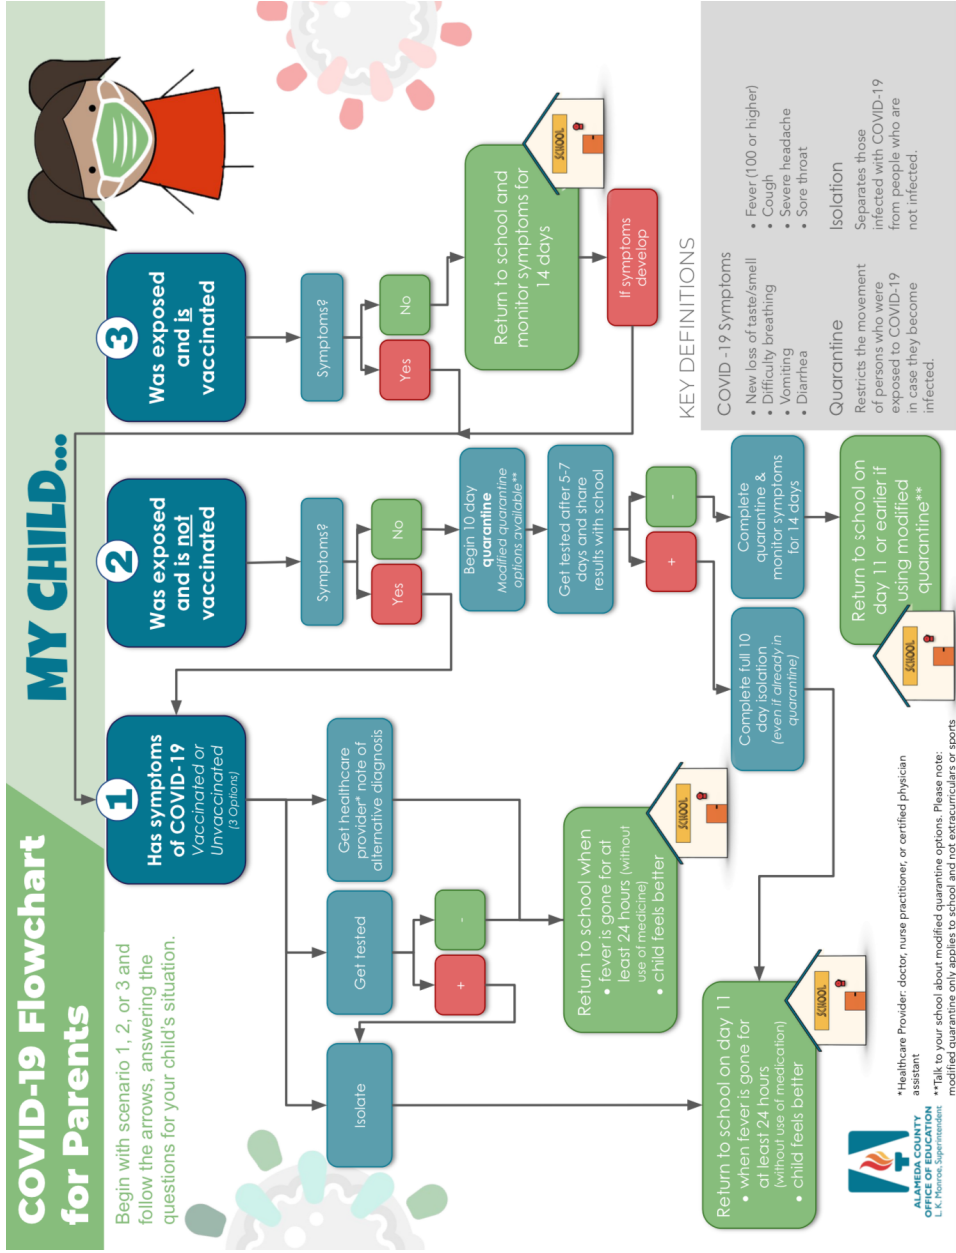 COVID-19 Flowchart
for Parents
MY CHILD...
Begin with scenario 1, 2, or 3 and
follow the arrows, answering the
questions for your child's situation.
1
Has symptoms
of COVID-19
Vaccinated or
Unvaccinated
(3 Options)
Isolate
Get tested
+
-
Get healthcare
provider* note of
alternative diagnosis
Return to school when
• fever is gone for at
least 24 hours (without
use of medicine)
• child feels better
SCHOOL
Return to school on day 11
• when fever is gone for
at least 24 hours
(without use of medication)
• child feels better
SCHOOL
2
Was exposed
and is not
vaccinated
Symptoms?
Yes
No
Begin 10 day
quarantine
Modified quarantine
options available**
Get tested after 5-7
days and share
results with school
+
-
Complete full 10
day isolation
(even if already in
quarantine)
Complete
quarantine &
monitor symptoms
for 14 days
Return to school on
day 11 or earlier if
using modified
quarantine**
SCHOOL
3
Was exposed
and is
vaccinated
Symptoms?
Yes
No
Return to school and
monitor symptoms for
14 days
SCHOOL
If symptoms
develop
KEY DEFINITIONS
COVID -19 Symptoms
• New loss of taste/smell
• Difficulty breathing
• Vomiting
• Diarrhea
• Fever (100 or higher)
• Cough
• Severe headache
• Sore throat
Quarantine
Restricts the movement
of persons who were
exposed to COVID-19
in case they become
infected.
Isolation
Separates those
infected with COVID-19
from people who are
not infected.
ALAMEDA COUNTY
OFFICE OF EDUCATION
L. K. Monroe, Superintendent
*Healthcare Provider: doctor, nurse practitioner, or certified physician
assistant
**Talk to your school about modified quarantine options. Please note:
modified quarantine only applies to school and not extracurriculars or sports